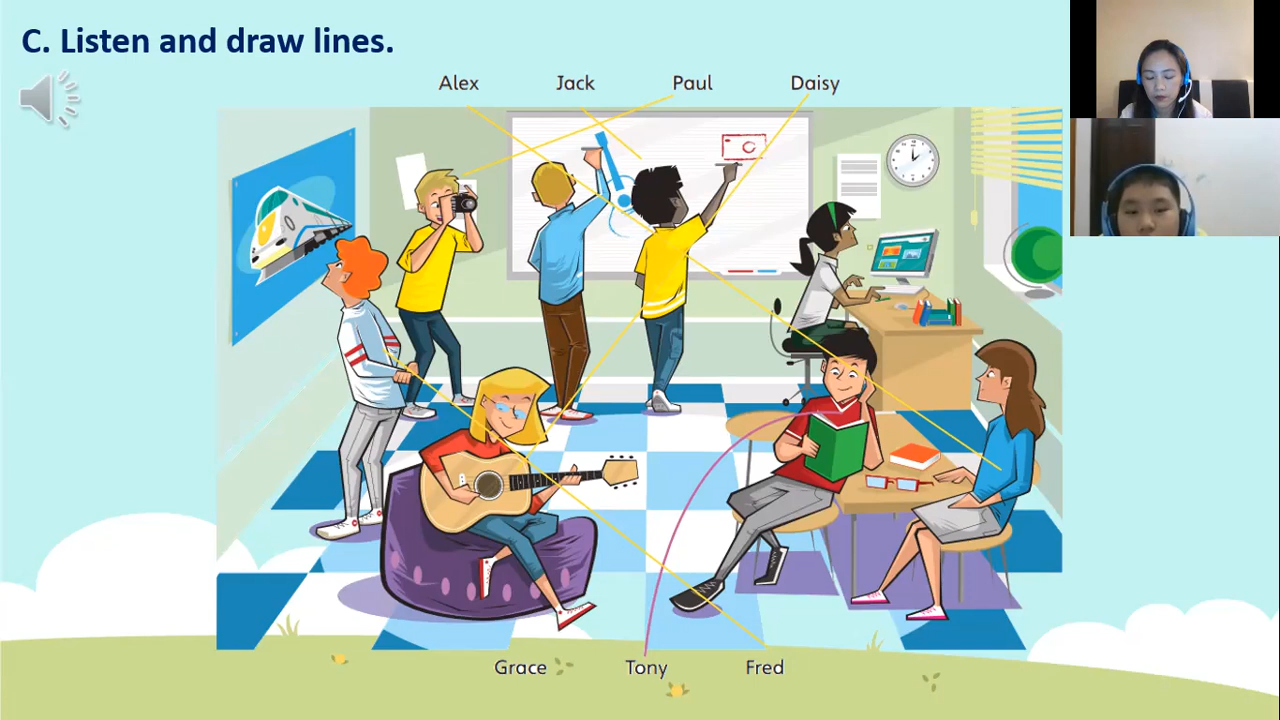 C. Listen and draw lines.
Alex Jack Paul Daisy
Grace Tony Fred